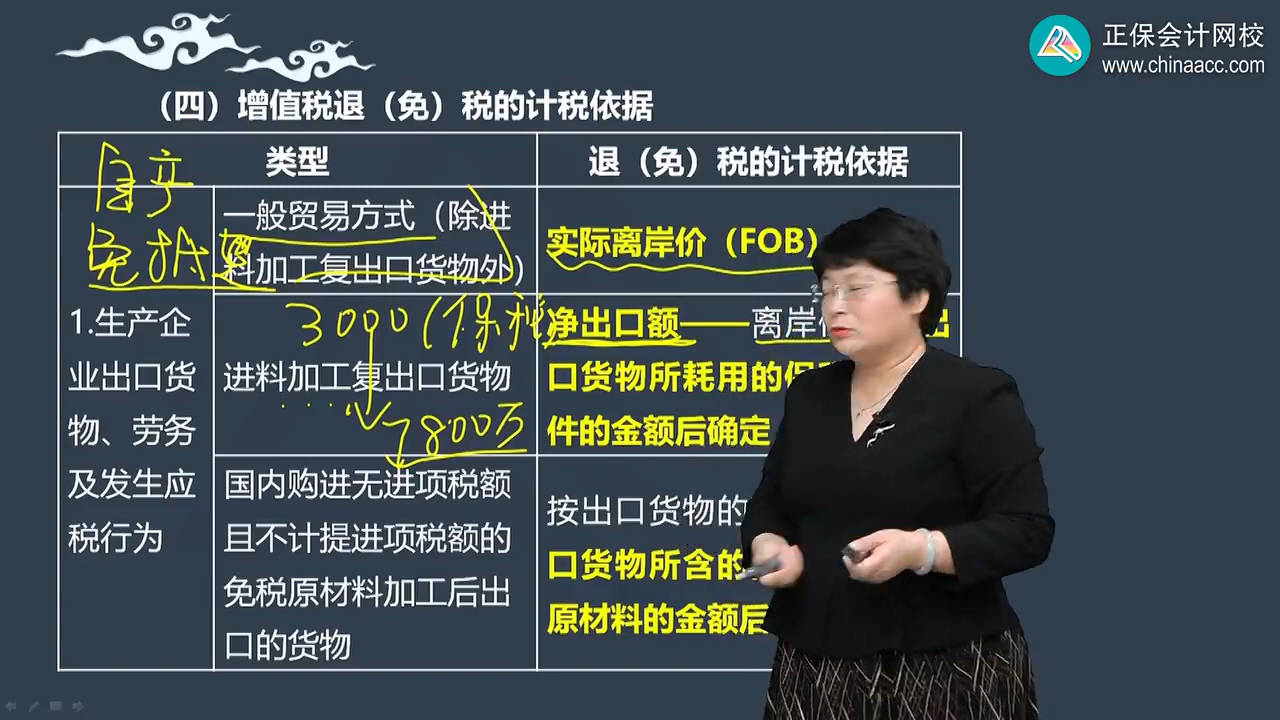 正保会计网校
www.chinaacc.com
(四)增值税退(免)税的计税依据
类型
退(免)税的计税依据
自产
免抵退
1.生产企
业出口货
物、劳务
及发生应
税行为
一般贸易方式(除进
料加工复出口货物外)
实际离岸价(FOB)
3000(保税
进料加工复出口货物
7800万
净出口额——离岸
口货物所耗用的保
件的金额后确定
国内购进无进项税额
且不计提进项税额的
免税原材料加工后出
口的货物
按出口货物的
口货物所含的
原材料的金额后